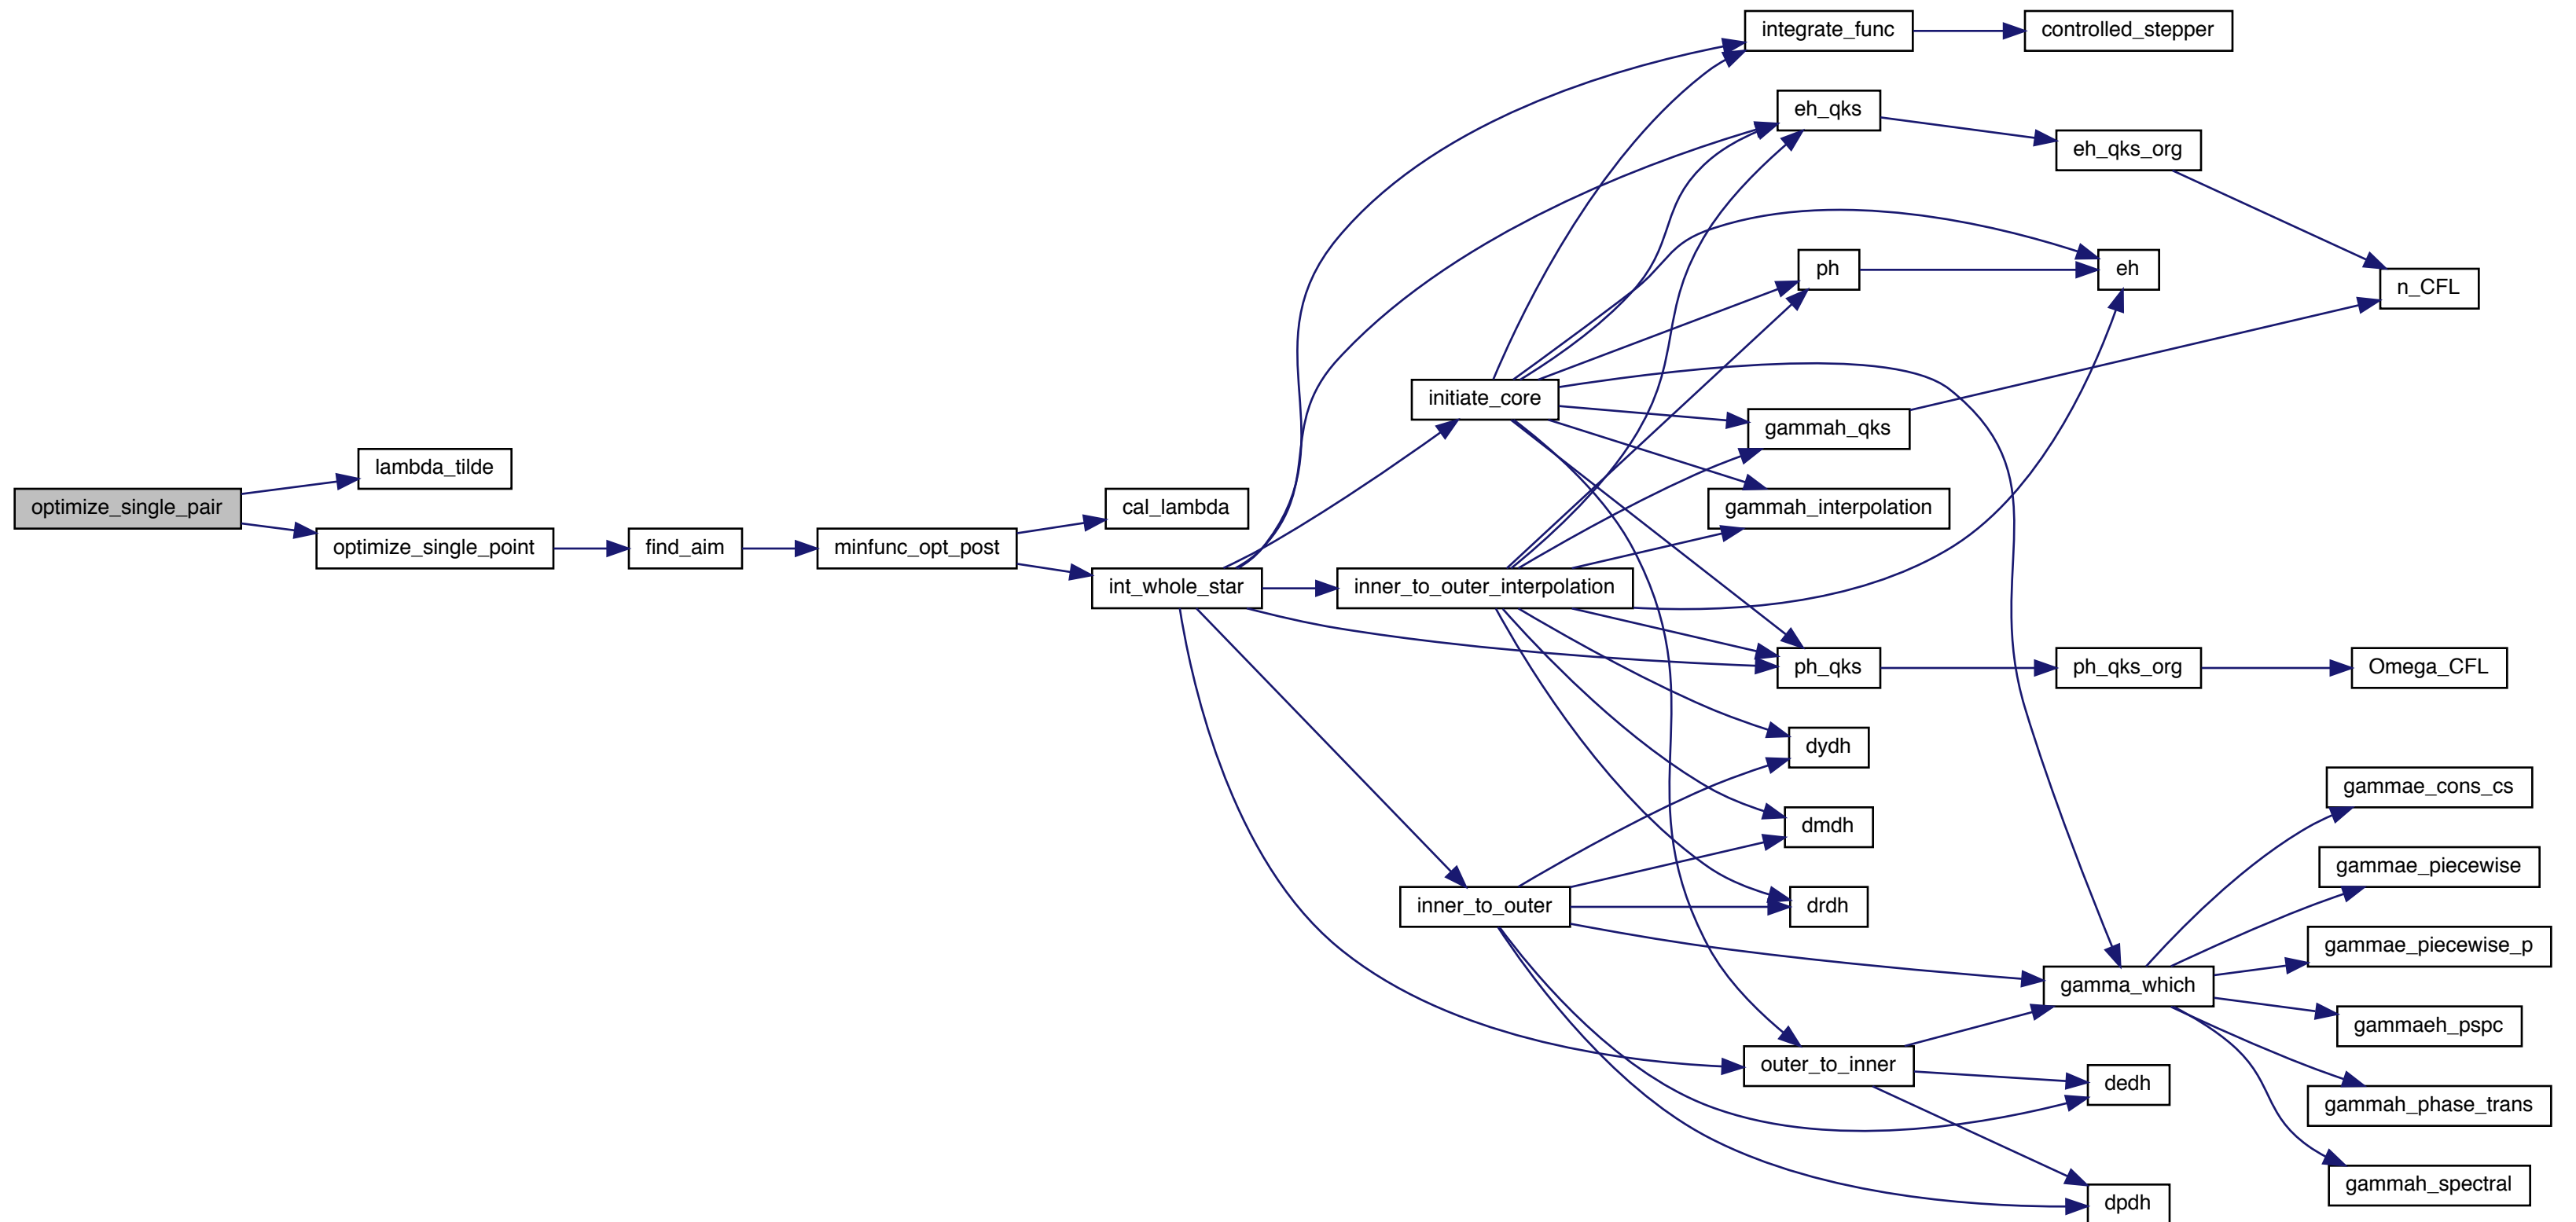 optimize_single_pair
lambda_tilde
optimize_single_point
find_aim
minfunc_opt_post
cal_lambda
int_whole_star
initiate_core
inner_to_outer_interpolation
inner_to_outer
integrate_func
controlled_stepper
eh_qks
eh_qks_org
ph
eh
n_CFL
gammah_qks
gammah_interpolation
ph_qks
ph_qks_org
Omega_CFL
dydh
dmdh
drdh
gamma_which
outer_to_inner
dedh
dpdh
gammae_cons_cs
gammae_piecewise
gammae_piecewise_p
gammaeh_pspc
gammah_phase_trans
gammah_spectral